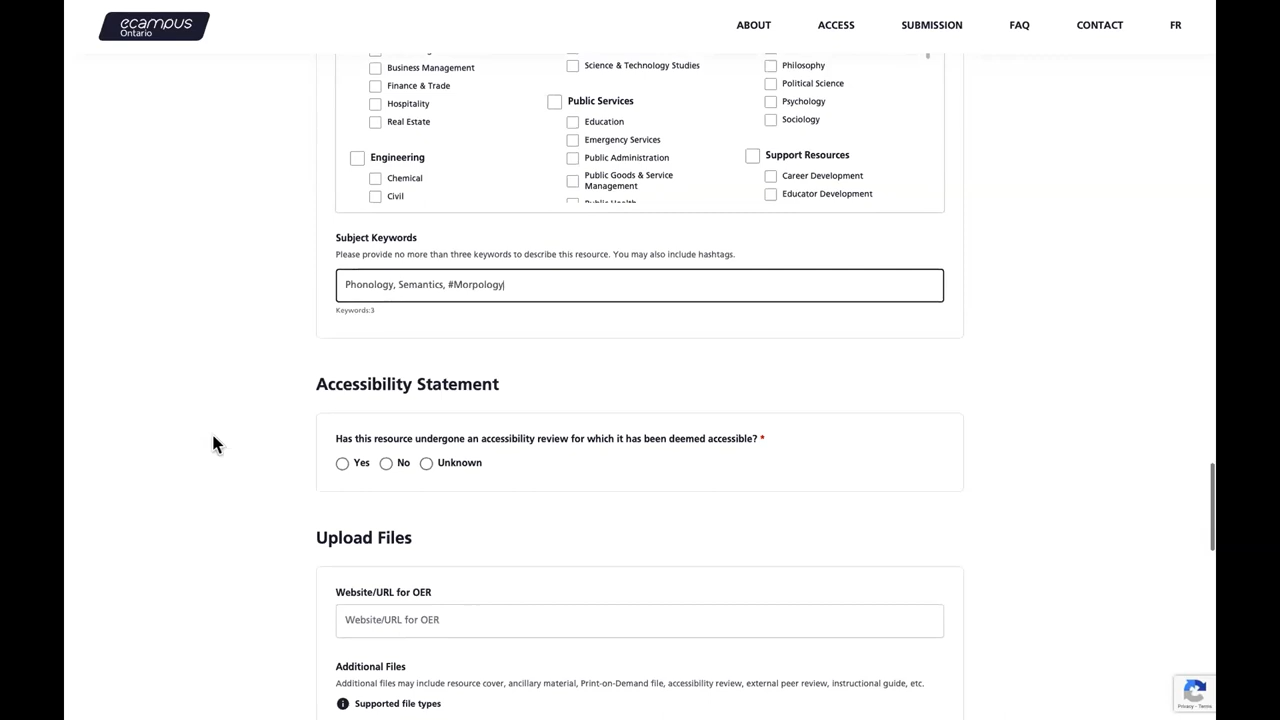 ecampus
Ontario
ABOUT
ACCESS
SUBMISSION
FAQ
CONTACT
FR
Business Management
Finance & Trade
Hospitality
Real Estate
Engineering
Chemical
Civil
Science & Technology Studies
Public Services
Education
Emergency Services
Public Administration
Public Goods & Service
Management
Public Health
Philosophy
Political Science
Psychology
Sociology
Support Resources
Career Development
Educator Development
Subject Keywords
Please provide no more than three keywords to describe this resource. You may also include hashtags.
Phonology, Semantics, #Morpology
Keywords:3
Accessibility Statement
Has this resource undergone an accessibility review for which it has been deemed accessible? *
Yes
No
Unknown
Upload Files
Website/URL for OER
Website/URL for OER
Additional Files
Additional files may include resource cover, ancillary material, Print-on-Demand file, accessibility review, external peer review, instructional guide, etc.
Supported file types
Privacy - Terms